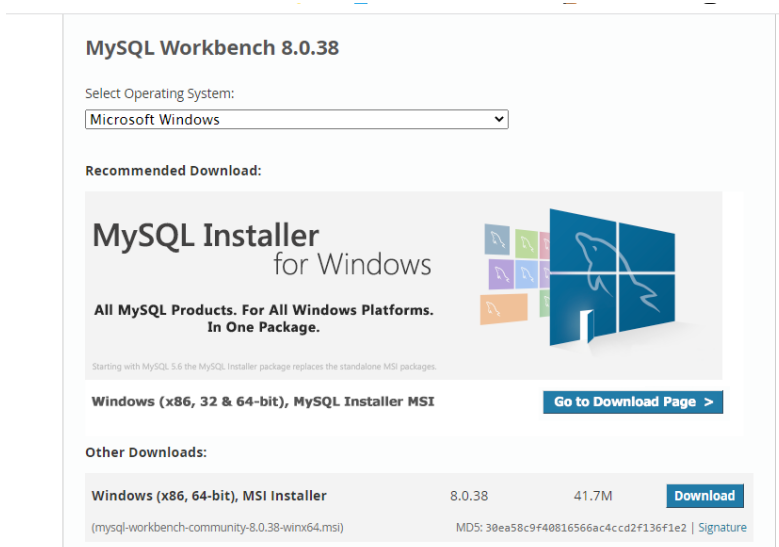 MySQL Workbench 8.0.38
Select Operating System:
Microsoft Windows
Recommended Download:
MySQL Installer
for Windows
All MySQL Products. For All Windows Platforms.
In One Package.
Starting with MySQL 5.6 the MySQL Installer package replaces the standalone MSI packages.
Windows (x86, 32 & 64-bit), MySQL Installer MSI
Go to Download Page >
Other Downloads:
Windows (x86, 64-bit), MSI Installer 8.0.38 41.7M Download
(mysql-workbench-community-8.0.38-winx64.msi) MD5: 30ea58c9f40816566ac4ccd2f136f1e2 | Signature